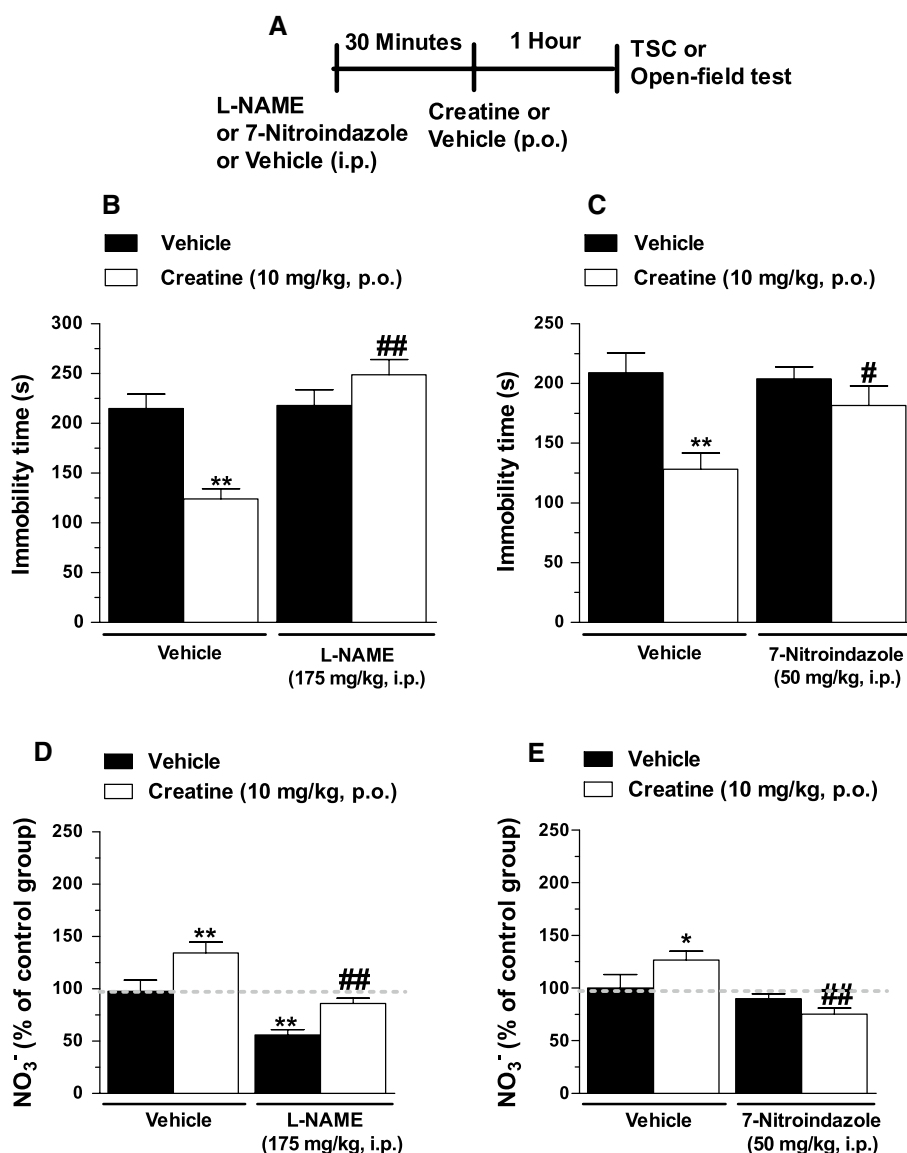 A
30 Minutes
1 Hour
TSC or
Open-field test
L-NAME
or 7-Nitroindazole
or Vehicle (i.p.)
Creatine or
Vehicle (p.o.)
B
Vehicle
Creatine (10 mg/kg, p.o.)
Immobility time (s)
300
250
200
150
100
50
0
**
##
Vehicle
L-NAME
(175 mg/kg, i.p.)
C
Vehicle
Creatine (10 mg/kg, p.o.)
Immobility time (s)
250
200
150
100
50
0
**
#
Vehicle
7-Nitroindazole
(50 mg/kg, i.p.)
D
Vehicle
Creatine (10 mg/kg, p.o.)
NO₃⁻ (% of control group)
250
200
150
100
50
0
**
**
##
Vehicle
L-NAME
(175 mg/kg, i.p.)
E
Vehicle
Creatine (10 mg/kg, p.o.)
NO₃⁻ (% of control group)
250
200
150
100
50
0
*
##
Vehicle
7-Nitroindazole
(50 mg/kg, i.p.)